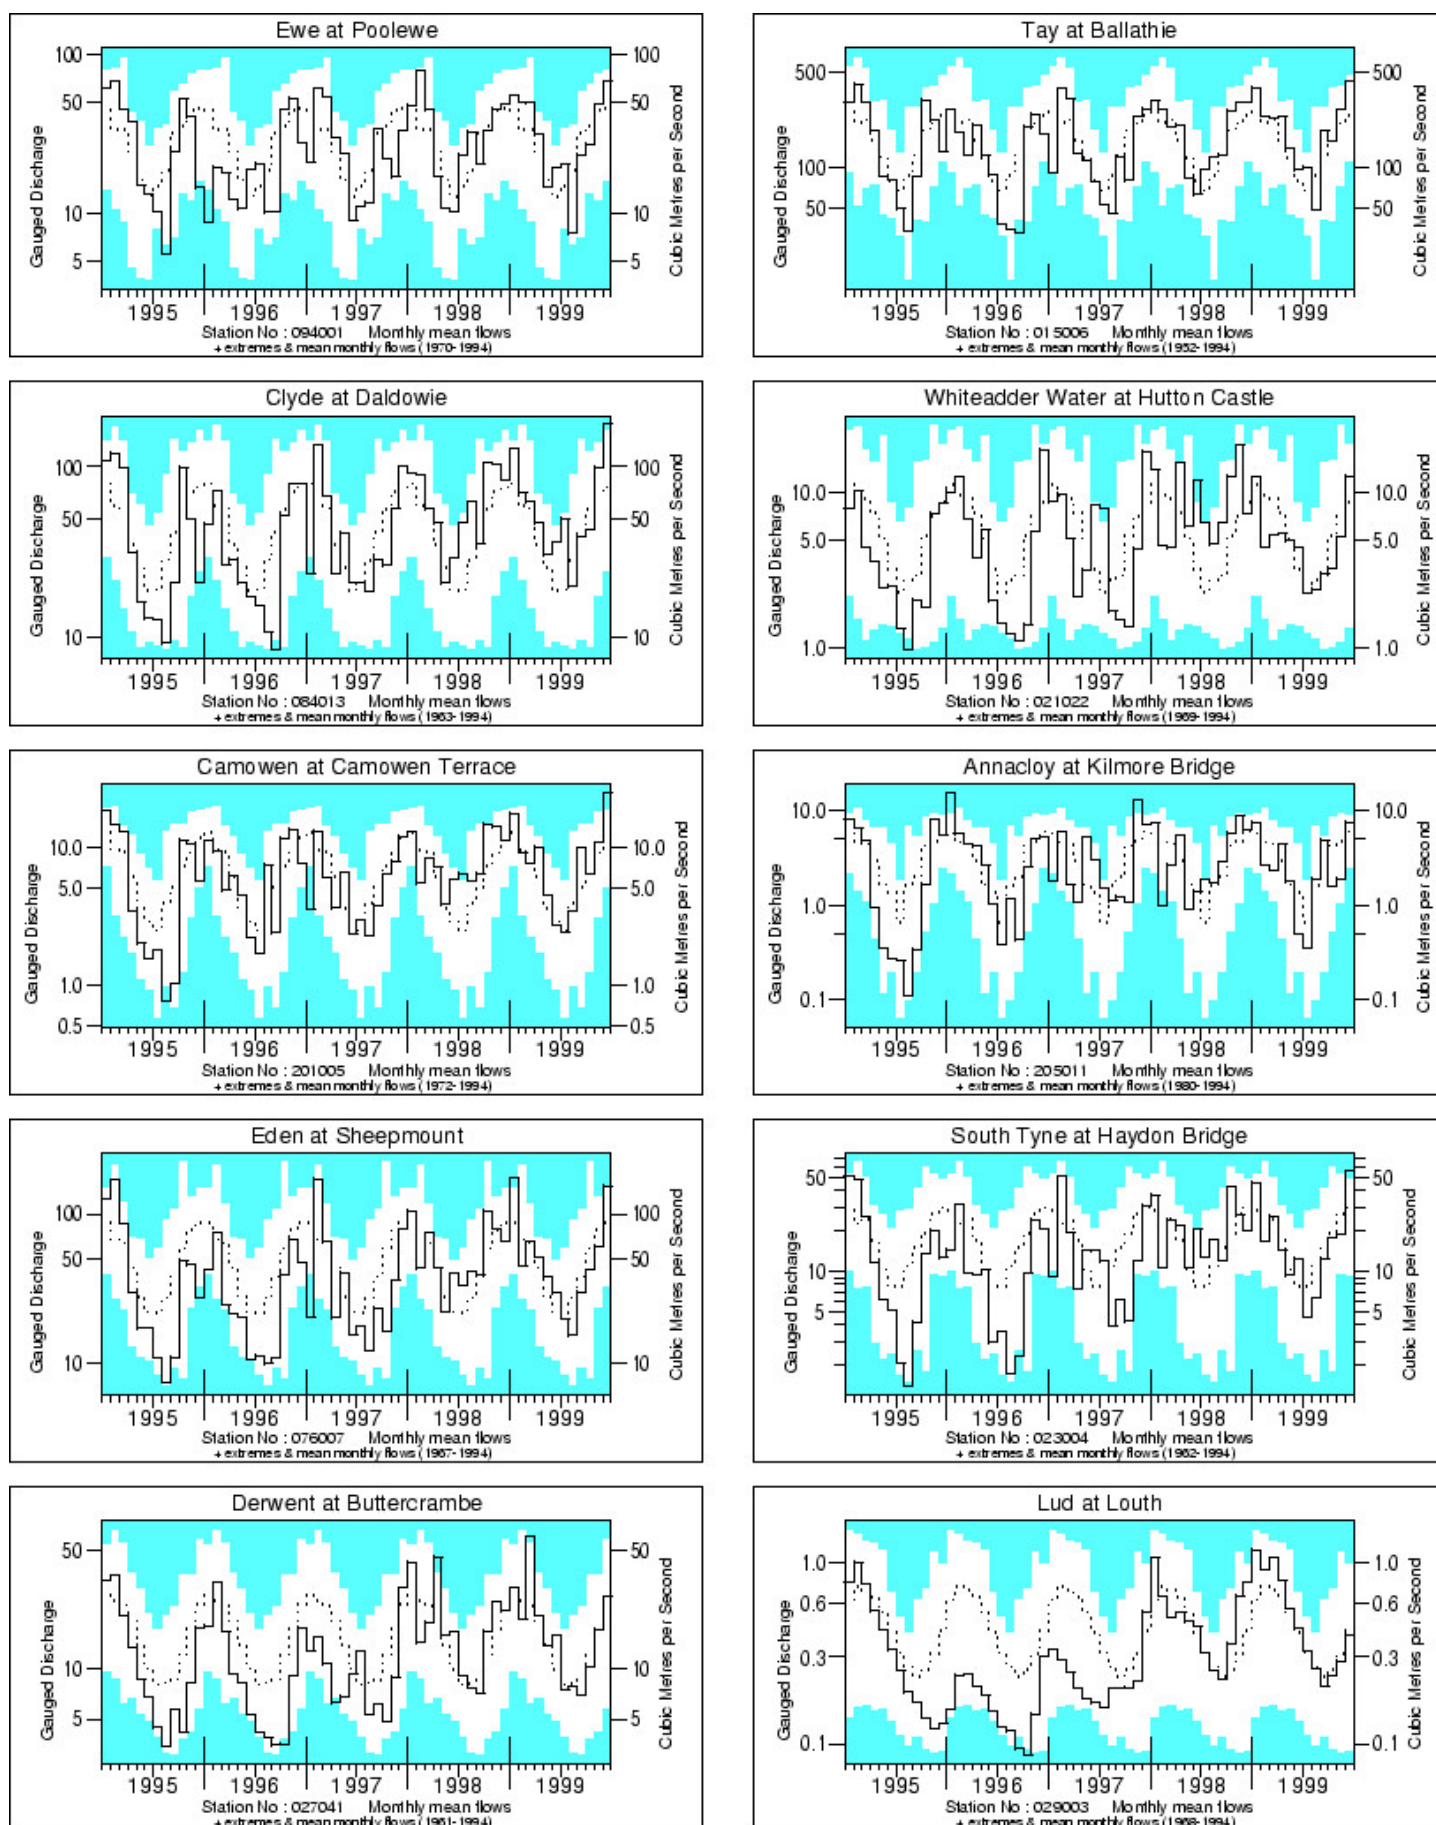 Ewe at Poolewe
100
50
10
5
Gauged Discharge
100
50
10
5
Cubic Metres per Second
1995 1996 1997 1998 1999
Station No : 094001 Monthly mean flows
+ extremes & mean monthly flows (1970-1994)
Tay at Ballathie
500
100
50
Gauged Discharge
500
100
50
Cubic Metres per Second
1995 1996 1997 1998 1999
Station No : 015006 Monthly mean flows
+ extremes & mean monthly flows (1952-1994)
Clyde at Daldowie
100
50
10
Gauged Discharge
100
50
10
Cubic Metres per Second
1995 1996 1997 1998 1999
Station No : 084013 Monthly mean flows
+ extremes & mean monthly flows (1963-1994)
Whiteadder Water at Hutton Castle
10.0
5.0
1.0
Gauged Discharge
10.0
5.0
1.0
Cubic Metres per Second
1995 1996 1997 1998 1999
Station No : 021022 Monthly mean flows
+ extremes & mean monthly flows (1969-1994)
Camowen at Camowen Terrace
10.0
5.0
1.0
0.5
Gauged Discharge
10.0
5.0
1.0
0.5
Cubic Metres per Second
1995 1996 1997 1998 1999
Station No : 201005 Monthly mean flows
+ extremes & mean monthly flows (1972-1994)
Annacloy at Kilmore Bridge
10.0
1.0
0.1
Gauged Discharge
10.0
1.0
0.1
Cubic Metres per Second
1995 1996 1997 1998 1999
Station No : 205011 Monthly mean flows
+ extremes & mean monthly flows (1980-1994)
Eden at Sheepmount
100
50
10
Gauged Discharge
100
50
10
Cubic Metres per Second
1995 1996 1997 1998 1999
Station No : 076007 Monthly mean flows
+ extremes & mean monthly flows (1967-1994)
South Tyne at Haydon Bridge
50
10
5
Gauged Discharge
50
10
5
Cubic Metres per Second
1995 1996 1997 1998 1999
Station No : 023004 Monthly mean flows
+ extremes & mean monthly flows (1962-1994)
Derwent at Buttercrambe
50
10
5
Gauged Discharge
50
10
5
Cubic Metres per Second
1995 1996 1997 1998 1999
Station No : 027041 Monthly mean flows
+ extremes & mean monthly flows (1961-1994)
Lud at Louth
1.0
0.6
0.3
0.1
Gauged Discharge
1.0
0.6
0.3
0.1
Cubic Metres per Second
1995 1996 1997 1998 1999
Station No : 029003 Monthly mean flows
+ extremes & mean monthly flows (1968-1994)